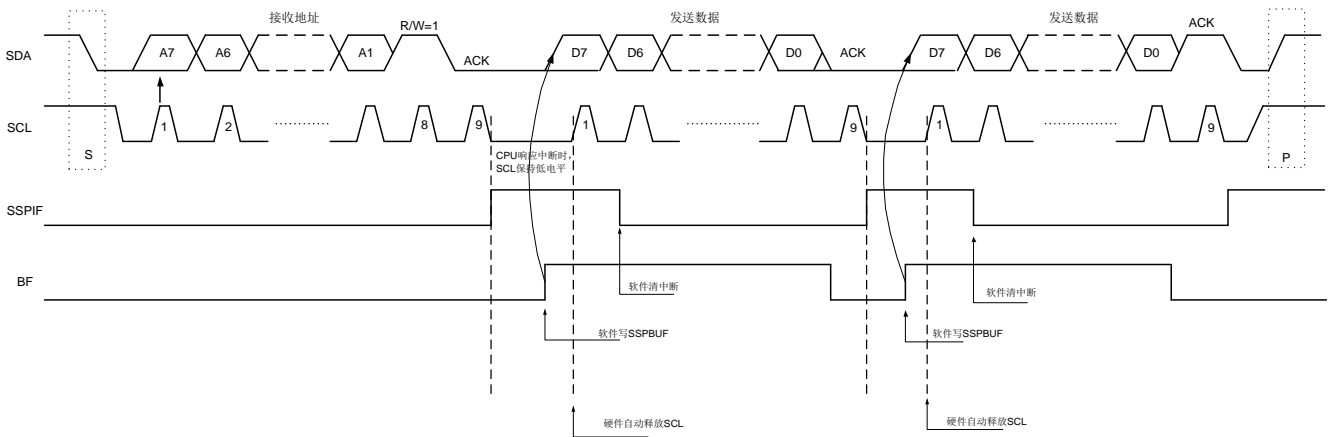 接收地址
R/W=1
发送数据
发送数据
ACK
SDA
A7
A6
A1
ACK
D7
D6
D0
ACK
D7
D6
D0
SCL
1
2
8
9
1
9
1
9
S
CPU响应中断时，
SCL保持低电平
P
SSPIF
BF
软件清中断
软件清中断
软件写SSPBUF
软件写SSPBUF
硬件自动释放SCL
硬件自动释放SCL